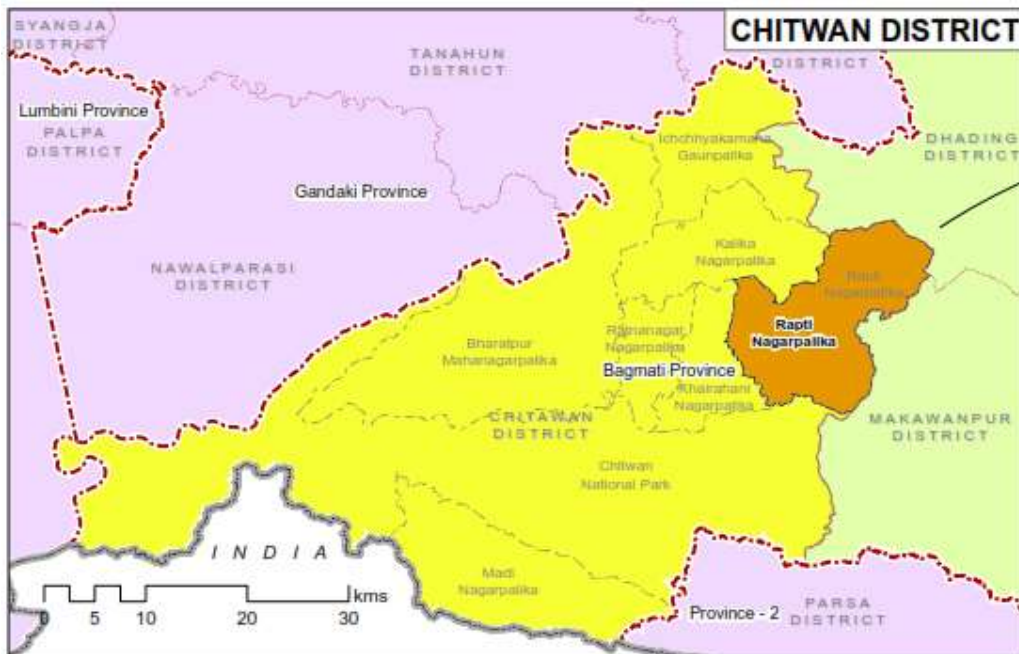 CHITWAN DISTRICT
SYANGJA
DISTRICT
TANAHUN
DISTRICT
DISTRICT
Lumbini Province
PALPA
DISTRICT
Ichchhyakamana
Gaunpalika
DHADING
DISTRICT
Gandaki Province
NAWALPARASI
DISTRICT
Kalika
Nagarpalika
Rapti
Nagarpalika
Rapti
Nagarpalika
Bharatpur
Mahanagarpalika
Ratnanagar
Nagarpalika
Bagmati Province
Khairahani
Nagarpalika
CHITAWAN
DISTRICT
MAKAWANPUR
DISTRICT
Chitwan
National Park
INDIA
Madi
Nagarpalika
kms
0 5 10 20 30
Province - 2
PARSA
DISTRICT